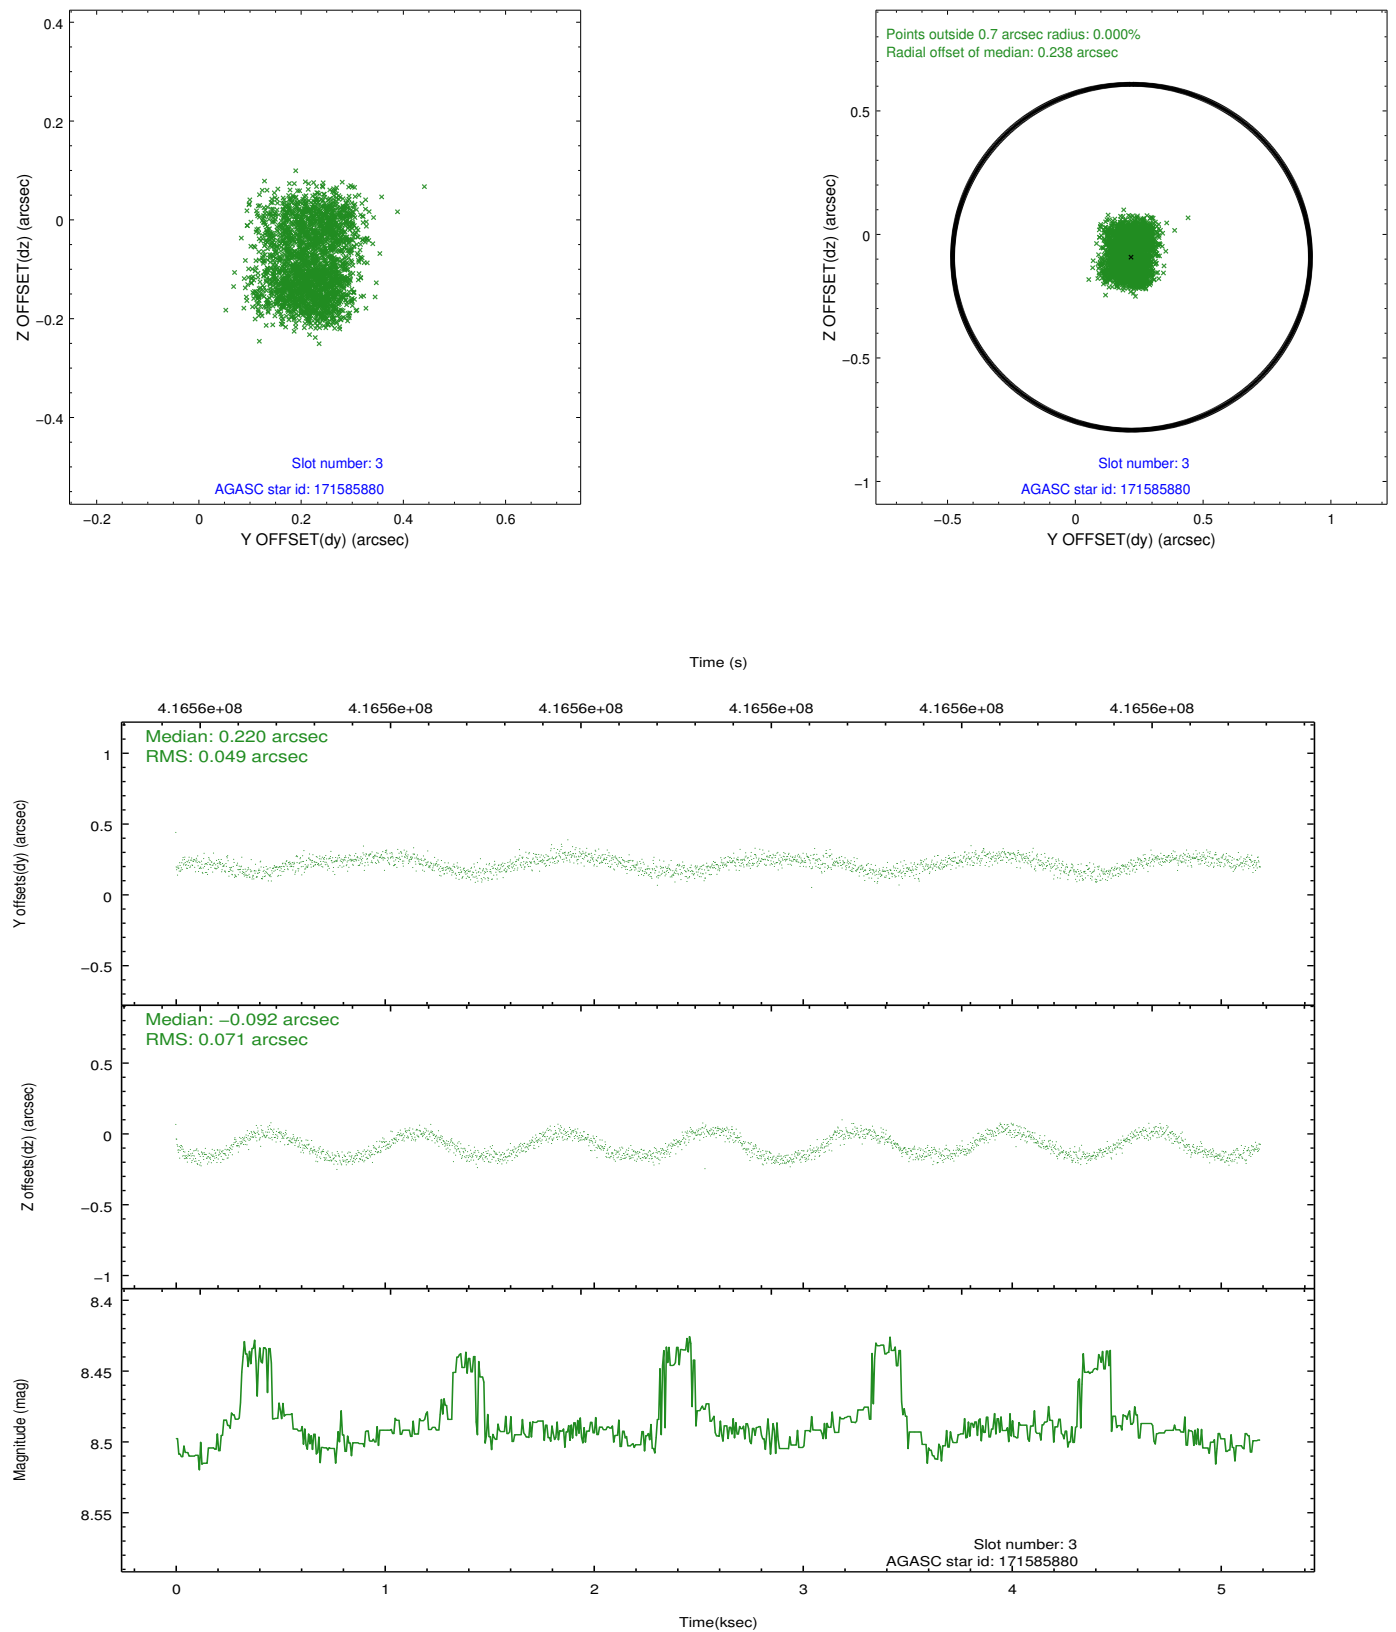 0.4
0.2
0
−0.2
−0.4
Z OFFSET(dz) (arcsec)
Slot number: 3
AGASC star id: 171585880
−0.2 0 0.2 0.4 0.6
Y OFFSET(dy) (arcsec)
Points outside 0.7 arcsec radius: 0.000%
Radial offset of median: 0.238 arcsec
0.5
0
−0.5
−1
Z OFFSET(dz) (arcsec)
Slot number: 3
AGASC star id: 171585880
−0.5 0 0.5 1
Y OFFSET(dy) (arcsec)
Time (s)
4.1656e+08 4.1656e+08 4.1656e+08 4.1656e+08 4.1656e+08 4.1656e+08
Median: 0.220 arcsec
RMS: 0.049 arcsec
1
0.5
0
−0.5
Y offsets(dy) (arcsec)
Median: −0.092 arcsec
RMS: 0.071 arcsec
0.5
0
−0.5
−1
Z offsets(dz) (arcsec)
8.4
8.45
8.5
8.55
Magnitude (mag)
Slot number: 3
AGASC star id: 171585880
0 1 2 3 4 5
Time(ksec)